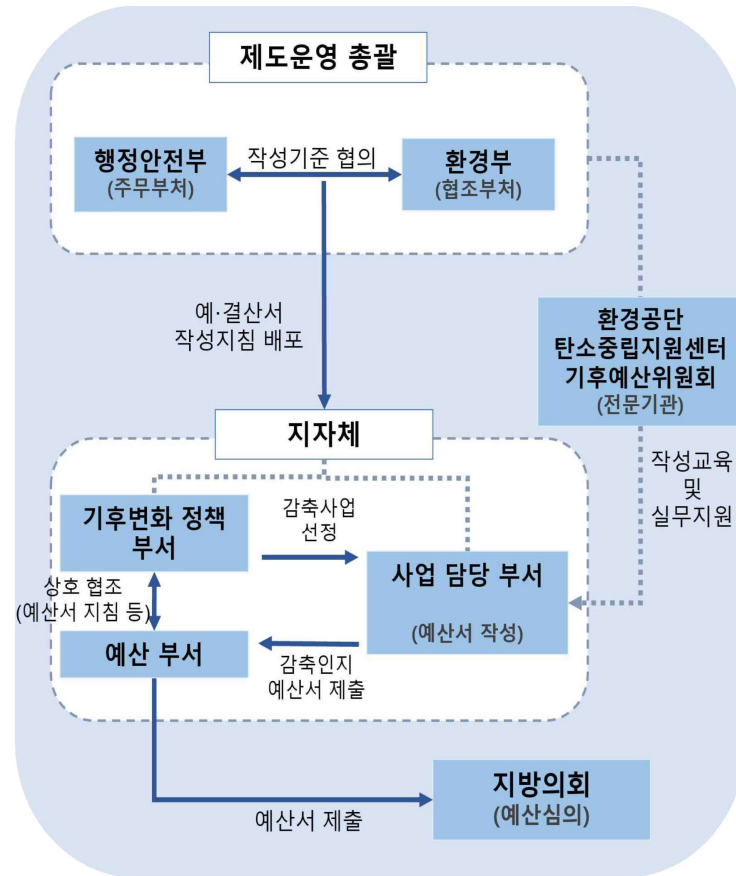 제도운영 총괄
행정안전부
(주무부처)
작성기준 협의
환경부
(협조부처)
예·결산서
작성지침 배포
환경공단
탄소중립지원센터
기후예산위원회
(전문기관)
작성교육
및
실무지원
지자체
기후변화 정책
부서
감축사업
선정
사업 담당 부서
(예산서 작성)
상호 협조
(예산서 지침 등)
예산 부서
감축인지
예산서 제출
예산서 제출
지방의회
(예산심의)